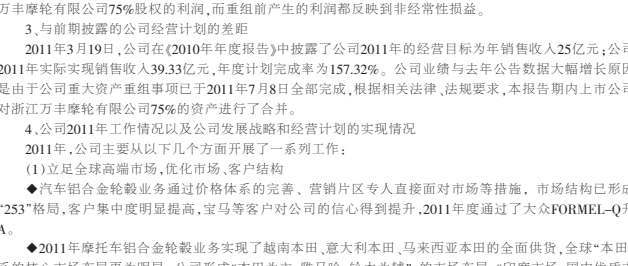 万丰摩轮有限公司75%股权的利润,而重组前产生的利润都反映到非经常性损益。
3、与前期披露的公司经营计划的差距
2011年3月19日,公司在《2010年年度报告》中披露了公司2011年的经营目标为年销售收入25亿元;公司
2011年实际实现销售收入39.33亿元,年度计划完成率为157.32%。公司业绩与去年公告数据大幅增长原因
是由于公司重大资产重组事项已于2011年7月8日全部完成,根据相关法律、法规要求,本报告期内上市公司
对浙江万丰摩轮有限公司75%的资产进行了合并。
4、公司2011年工作情况以及公司发展战略和经营计划的实现情况
2011年,公司主要从以下几个方面开展了一系列工作:
(1)立足全球高端市场,优化市场、客户结构
◆汽车铝合金轮毂业务通过价格体系的完善、营销片区专人直接面对市场等措施，市场结构已形成
“253”格局,客户集中度明显提高,宝马等客户对公司的信心得到提升,2011年度通过了大众FORMEL–Q升
A。
◆2011年摩托车铝合金轮毂业务实现了越南本田、意大利本田、马来西亚本田的全面供货,全球“本田”